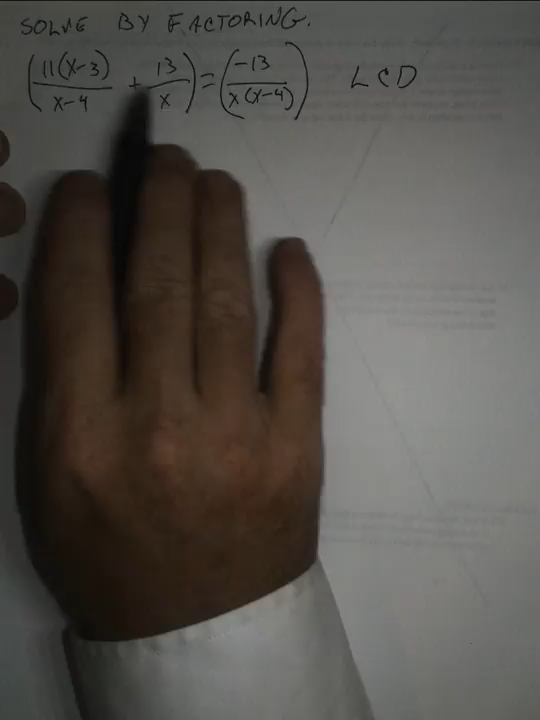 SOLVE BY FACTORING.
(11(x-3)/x-4 + 13/x) = (-13/x(x-4)) LCD